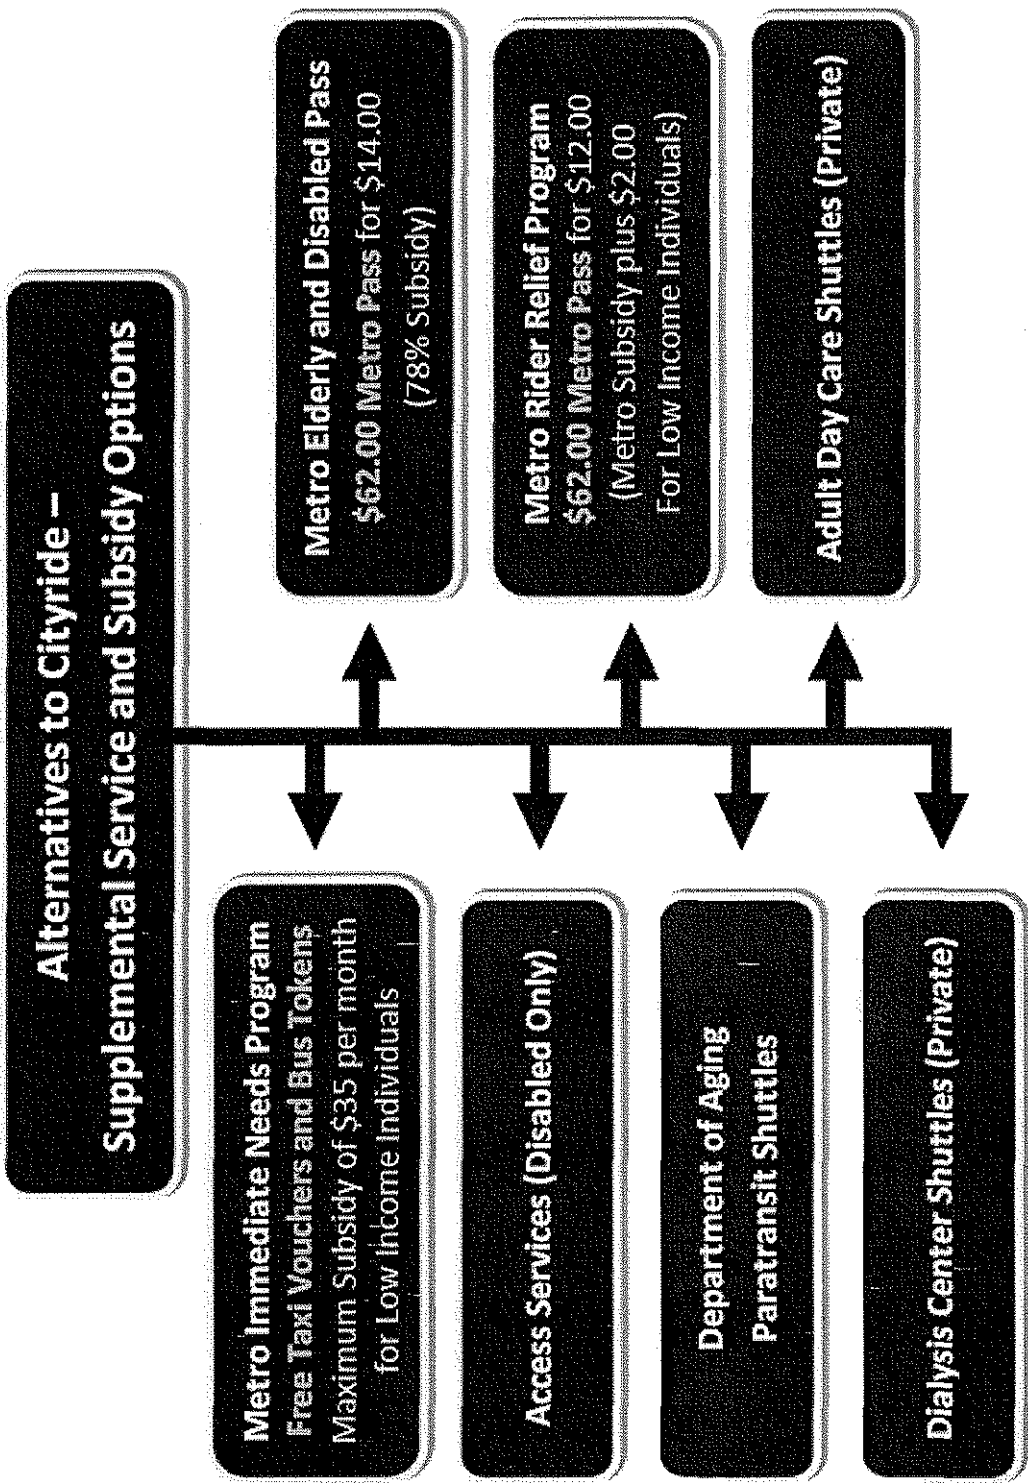 Alternatives to Cityride –
Supplemental Service and Subsidy Options
Metro Immediate Needs Program
Free Taxi Vouchers and Bus Tokens
Maximum Subsidy of $35 per month
for Low Income Individuals
Access Services (Disabled Only)
Department of Aging
Paratransit Shuttles
Dialysis Center Shuttles (Private)
Metro Elderly and Disabled Pass
$62.00 Metro Pass for $14.00
(78% Subsidy)
Metro Rider Relief Program
$62.00 Metro Pass for $12.00
(Metro Subsidy plus $2.00
For Low Income Individuals)
Adult Day Care Shuttles (Private)